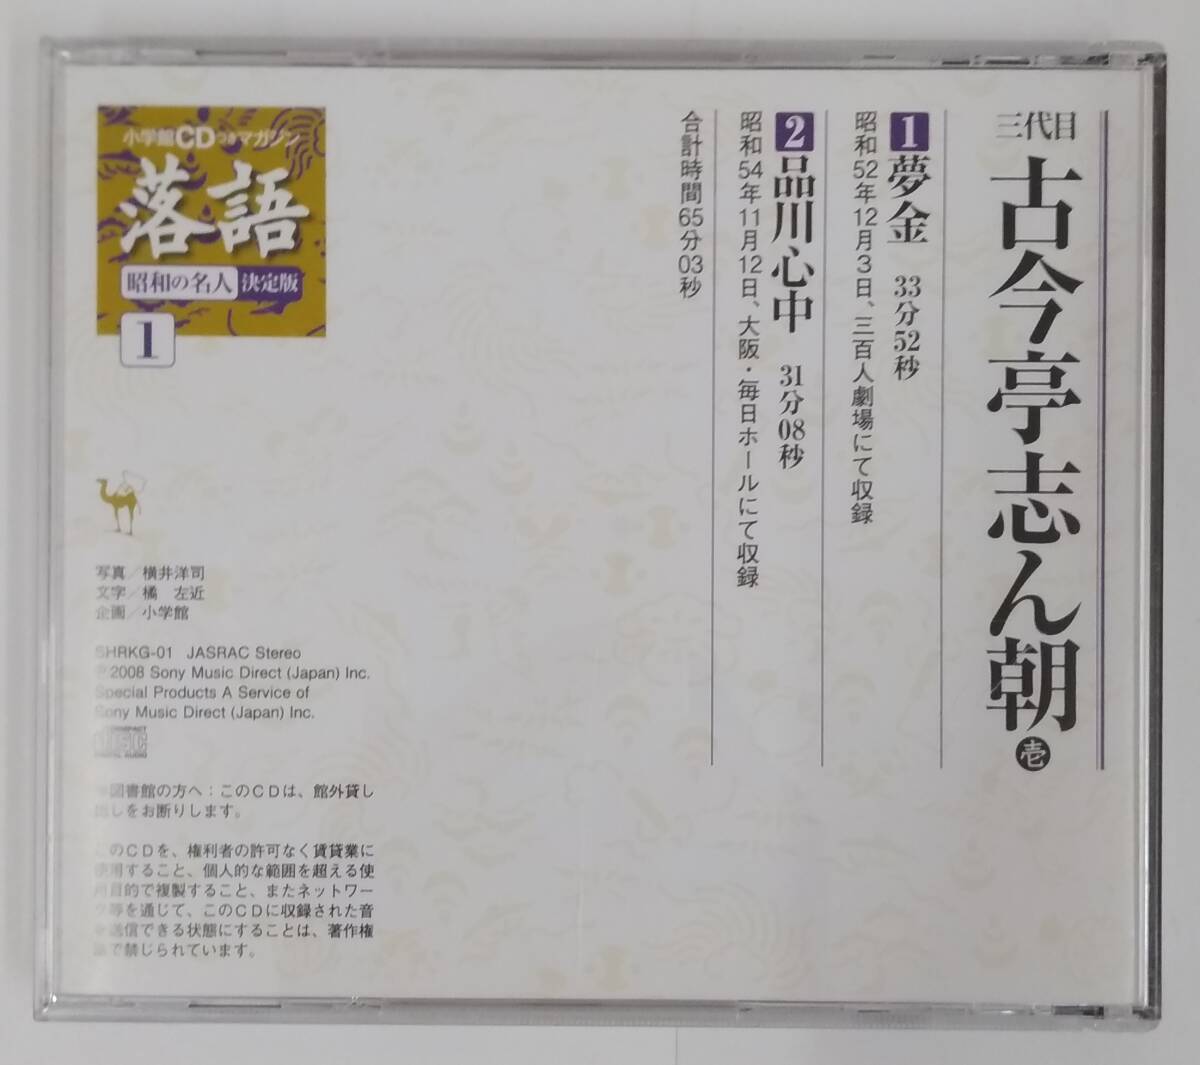 三代目
古今亭志ん朝 壱
1 夢金 33分52秒
昭和52年12月3日、三百人劇場にて収録
2 品川心中 31分08秒
昭和54年11月12日、大阪・毎日ホールにて収録
合計時間65分03秒
小学館CDつきマガジン
落語
昭和の名人 決定版
1
写真／横井洋司
文字／橘 左近
企画／小学館
SHRKG-01 JASRAC Stereo
Ⓟ2008 Sony Music Direct (Japan) Inc.
Special Products A Service of
Sony Music Direct (Japan) Inc.
COMPACT
disc
DIGITAL AUDIO
図書館の方へ：このCDは、館外貸し
出しをお断りします。
このCDを、権利者の許可なく賃貸業に
使用すること、個人的な範囲を超える使
用目的で複製すること、またネットワー
ク等を通じて、このCDに収録された音
を送信できる状態にすることは、著作権
法で禁じられています。